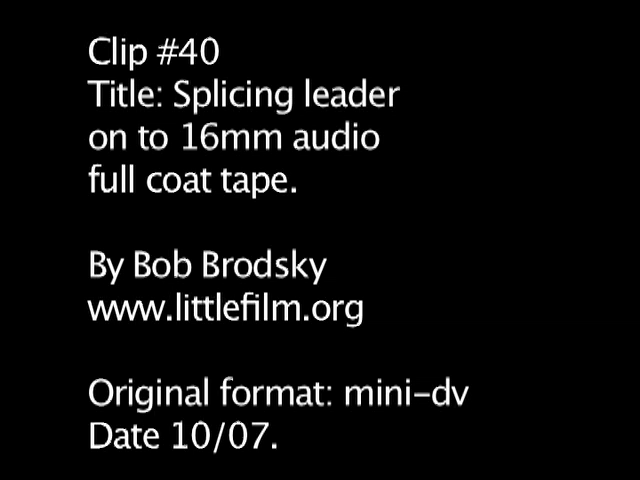 Clip #40
Title: Splicing leader
on to 16mm audio
full coat tape.
By Bob Brodsky
www.littlefilm.org
Original format: mini-dv
Date 10/07.